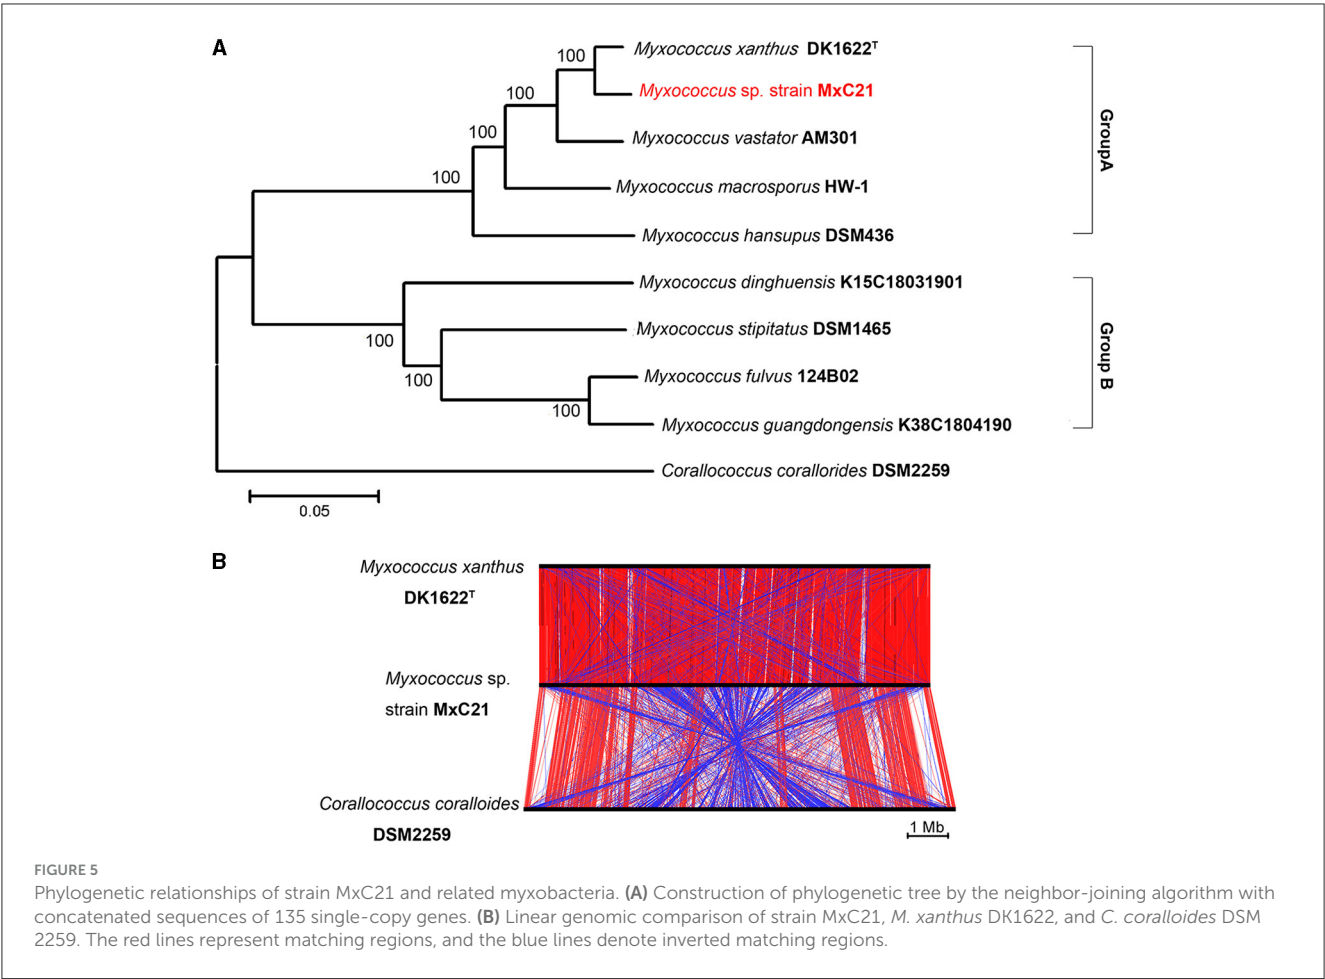 A
100
Myxococcus xanthus DK1622ᵀ
Myxococcus sp. strain MxC21
100
100
Myxococcus vastator AM301
100
Myxococcus macrosporus HW-1
Myxococcus hansupus DSM436
GroupA
Myxococcus dinghuensis K15C18031901
100
Myxococcus stipitatus DSM1465
100
Myxococcus fulvus 124B02
100
Myxococcus guangdongensis K38C1804190
Group B
Corallococcus corallorides DSM2259
0.05
B
Myxococcus xanthus
DK1622ᵀ
Myxococcus sp.
strain MxC21
Corallococcus coralloides
DSM2259
1 Mb
FIGURE 5
Phylogenetic relationships of strain MxC21 and related myxobacteria. (A) Construction of phylogenetic tree by the neighbor-joining algorithm with
concatenated sequences of 135 single-copy genes. (B) Linear genomic comparison of strain MxC21, M. xanthus DK1622, and C. coralloides DSM
2259. The red lines represent matching regions, and the blue lines denote inverted matching regions.